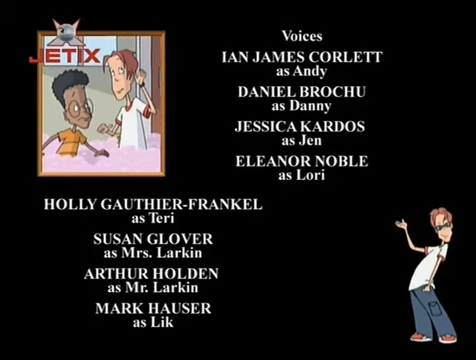 JETIX
Voices
IAN JAMES CORLETT
as Andy
DANIEL BROCHU
as Danny
JESSICA KARDOS
as Jen
ELEANOR NOBLE
as Lori
HOLLY GAUTHIER-FRANKEL
as Teri
SUSAN GLOVER
as Mrs. Larkin
ARTHUR HOLDEN
as Mr. Larkin
MARK HAUSER
as Lik